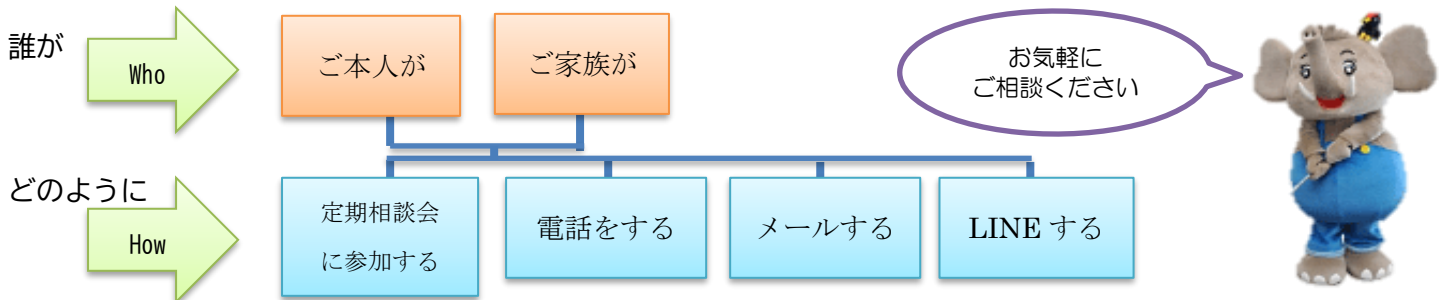 誰が
Who
ご本人が
ご家族が
お気軽に
ご相談ください
どのように
How
定期相談会
に参加する
電話をする
メールする
LINE する